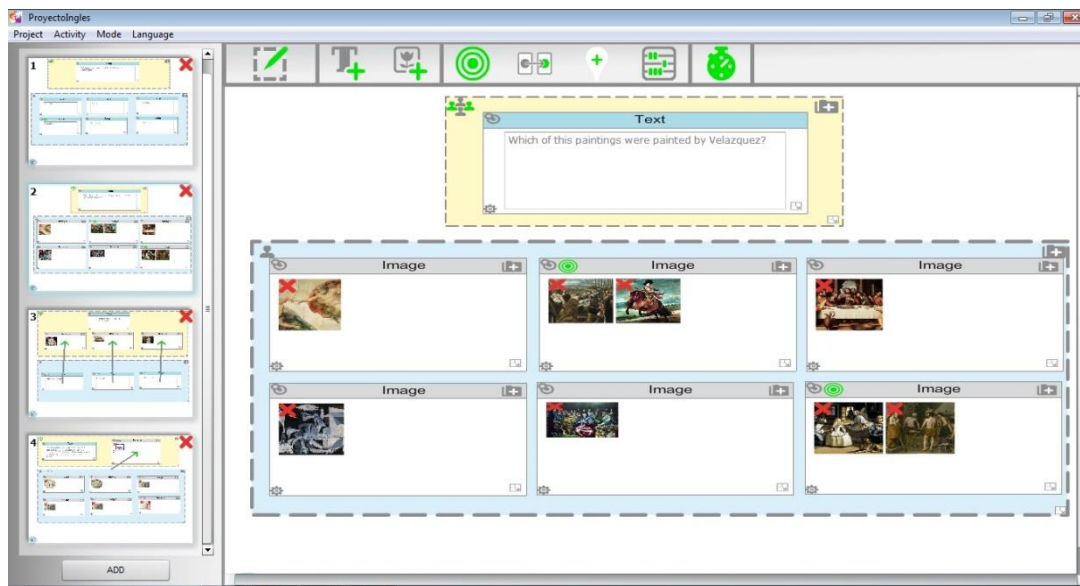 ProyectoIngles
Project Activity Mode Language
1
2
3
4
ADD
Text
Which of this paintings were painted by Velazquez?
Image Image Image
Image Image Image